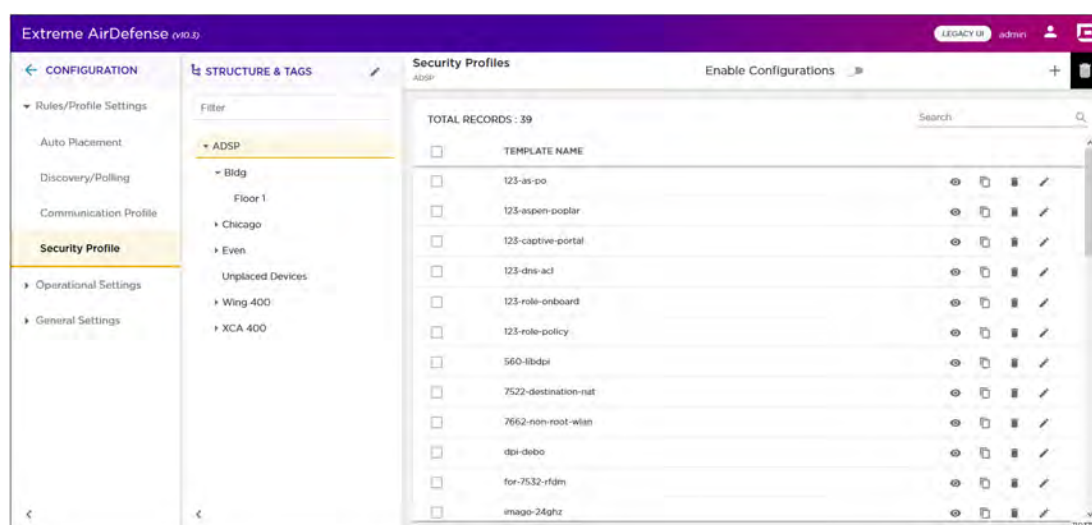 Extreme AirDefense (v10.3)
LEGACY UI
admin
CONFIGURATION
Rules/Profile Settings
Auto Placement
Discovery/Polling
Communication Profile
Security Profile
Operational Settings
General Settings
STRUCTURE & TAGS
Filter
ADSP
Bldg
Floor 1
Chicago
Even
Unplaced Devices
Wing 400
XCA 400
Security Profiles
ADSP
Enable Configurations
TOTAL RECORDS : 39
Search
TEMPLATE NAME
123-as-po
123-aspen-poplar
123-captive-portal
123-dns-acl
123-role-onboard
123-role-policy
560-libdpi
7522-destination-nat
7662-non-root-wlan
dpi-debo
for-7532-rfdm
imago-24ghz